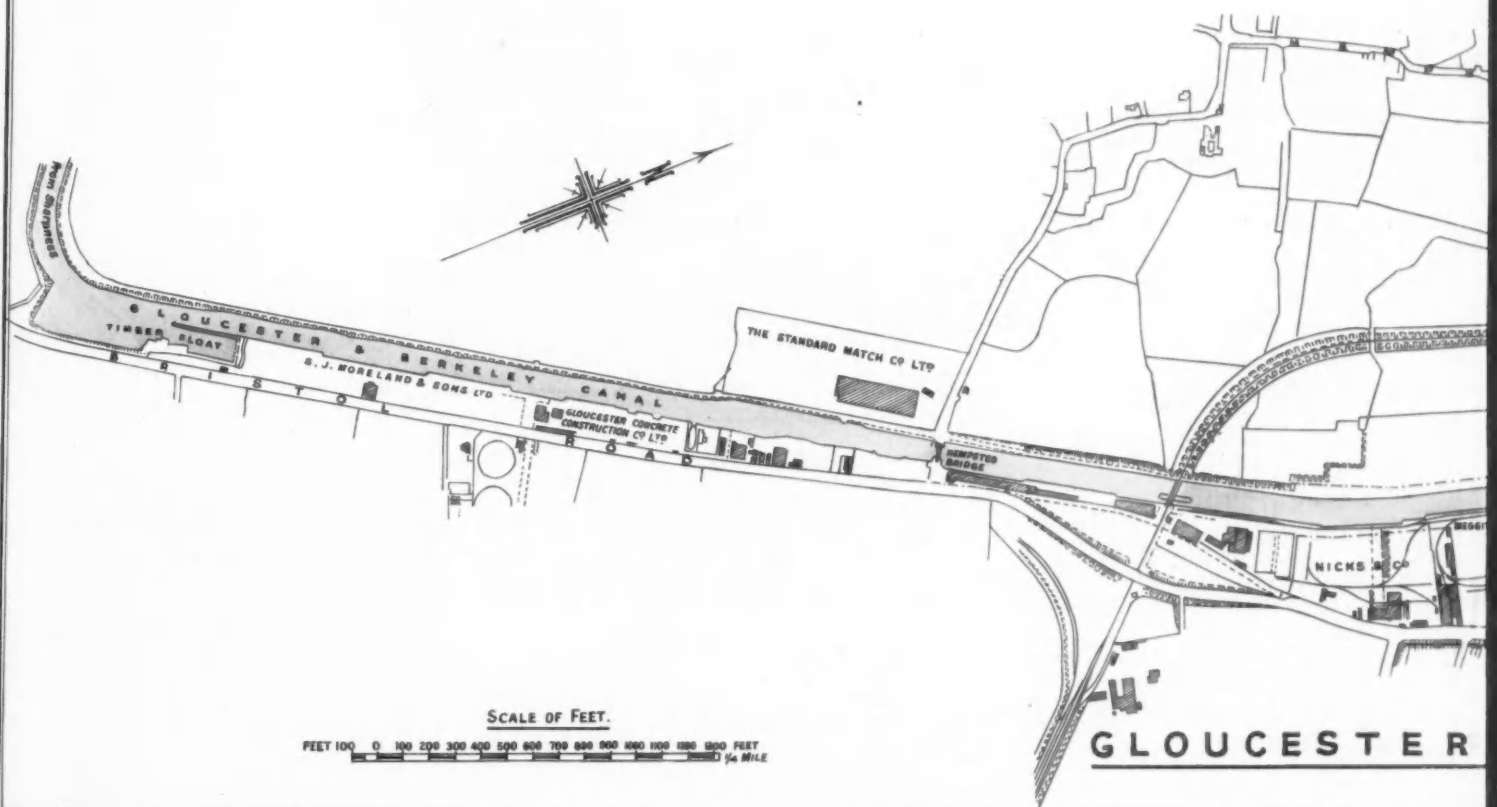 From Sharpness
GLOUCESTER & BERKELEY CANAL
TIMBER FLOAT
BRISTOL ROAD
S. J. MORELAND & SONS LTD
GLOUCESTER CONCRETE
CONSTRUCTION CO LTD
THE STANDARD MATCH CO LTD
N
HEMPSTED
BRIDGE
NICKS & CO
SCALE OF FEET.
FEET 100 0 100 200 300 400 500 600 700 800 900 1000 1100 1200 FEET
1/4 MILE
GLOUCESTER